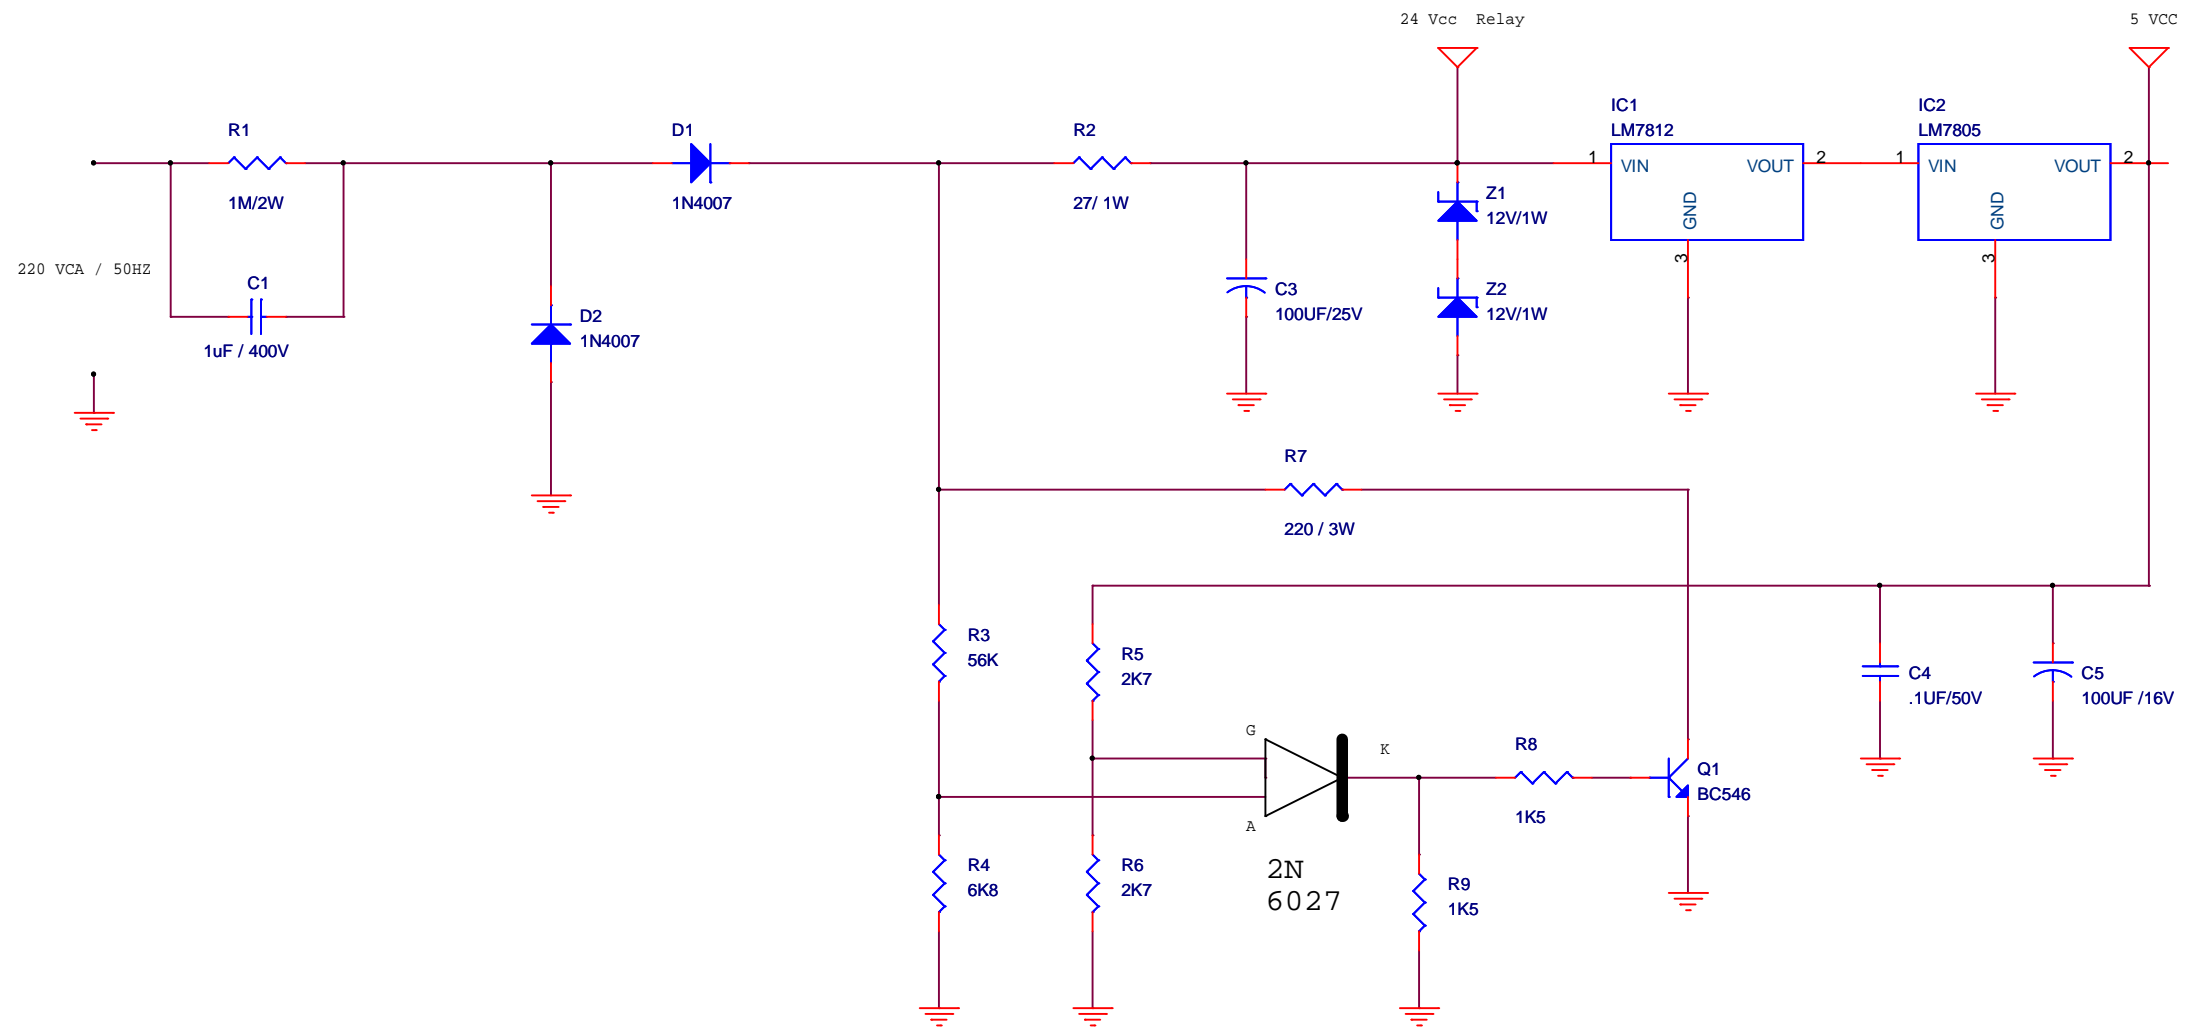 24 Vcc  Relay
5 VCC
R1
1M/2W
D1
1N4007
R2
27/ 1W
IC1
LM7812
1
VIN
VOUT
2
GND
3
IC2
LM7805
1
VIN
VOUT
2
GND
3
Z1
12V/1W
Z2
12V/1W
220 VCA / 50HZ
C1
1uF / 400V
D2
1N4007
C3
100UF/25V
R7
220 / 3W
R3
56K
R5
2K7
C4
.1UF/50V
C5
100UF /16V
G
K
A
2N
6027
R8
1K5
Q1
BC546
R4
6K8
R6
2K7
R9
1K5